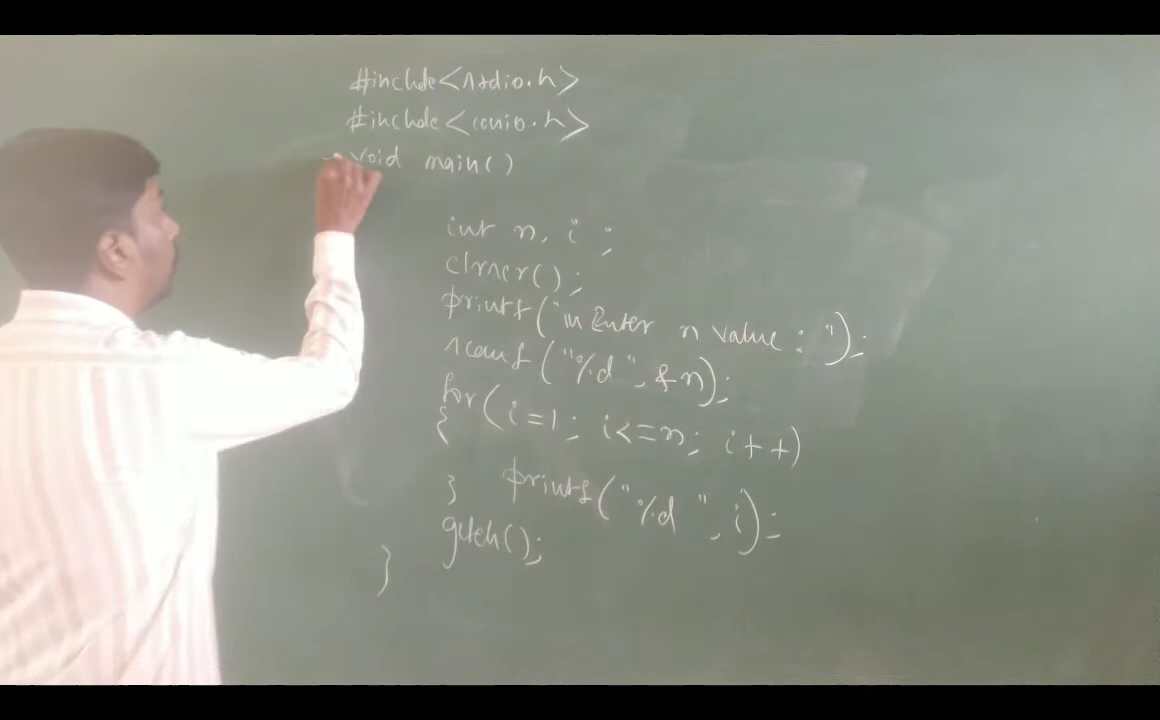 #include<stdio.h>
#include<conio.h>
void main()
int n, i ;
clrscr();
printf("\n Enter n value : ");
scanf("%d", &n);
for(i=1; i<=n; i++)
{
printf("%d ", i);
}
getch();
}